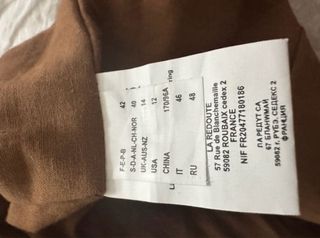 F-E-P-B 42
S-D-A-NL-CH-NOR 40
UK-AUS-NZ 14
USA 12
CHINA 170/96A
IT 46
RU 48
ring
LA REDOUTE
57 Rue de Blanchemaille
59082 ROUBAIX cedex 2
FRANCE
NIF FR20477180186
ЛА РЕДУТ СА
67 БЛАНШМАЙ
59082 г. РУБЭ, СЕДЕКС 2
ФРАНЦИЯ